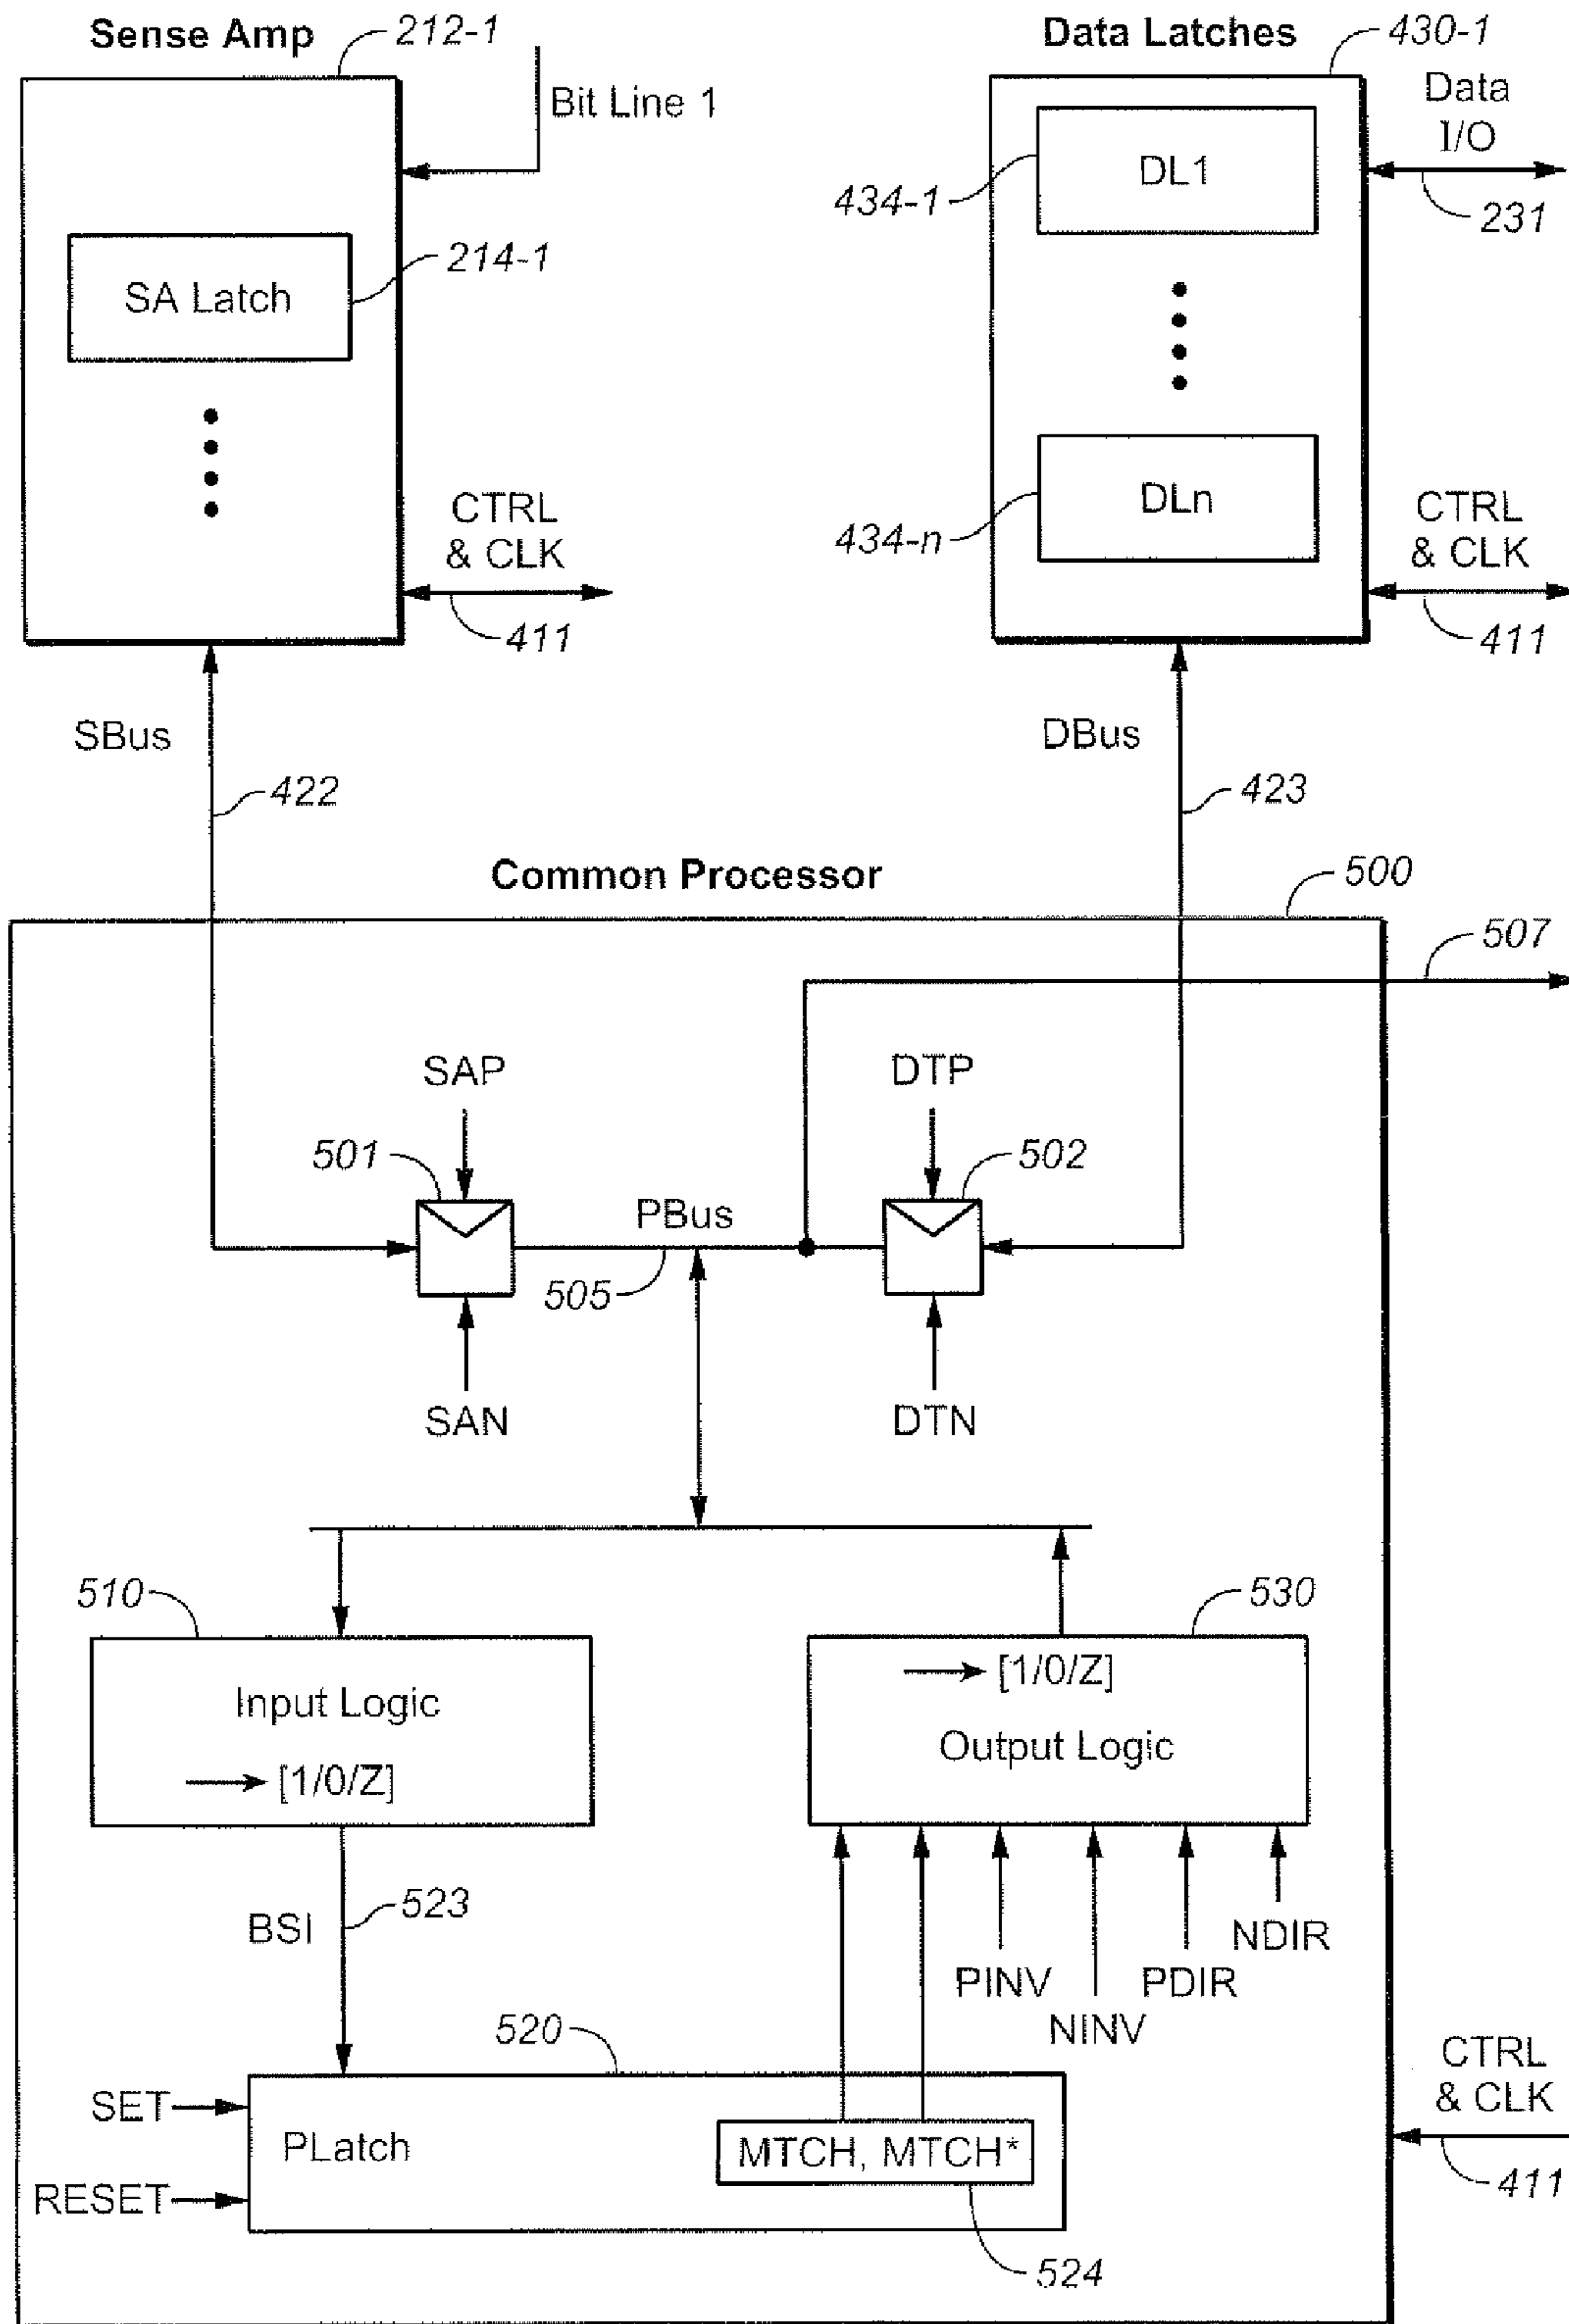 Sense Amp
212-1
Bit Line 1
SA Latch
214-1
CTRL
& CLK
411
Data Latches
430-1
Data
I/O
231
DL1
434-1
DLn
434-n
CTRL
& CLK
411
SBus
422
DBus
423
Common Processor
500
507
SAP
DTP
501
502
PBus
505
SAN
DTN
510
530
Input Logic
[1/0/Z]
[1/0/Z]
Output Logic
BSI
523
PINV
NINV
PDIR
NDIR
520
SET
PLatch
MTCH, MTCH*
RESET
524
CTRL
& CLK
411